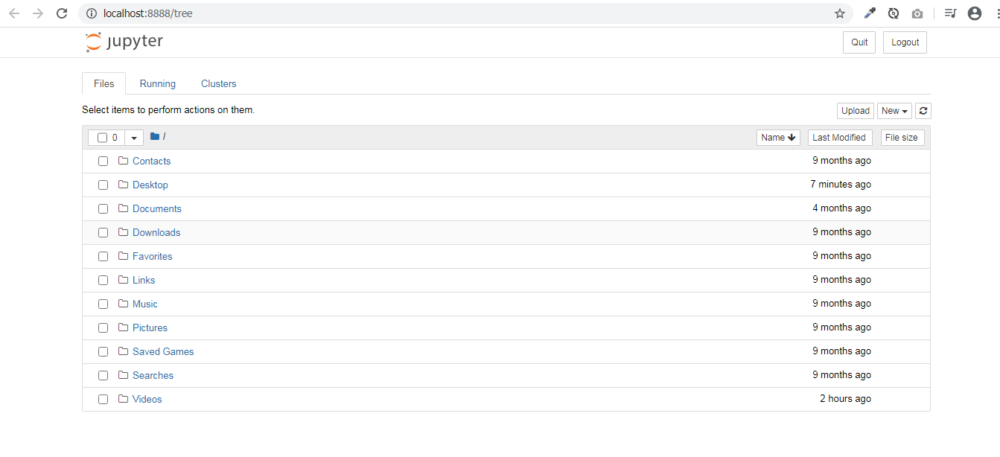 localhost:8888/tree
jupyter Quit Logout
Files Running Clusters
Select items to perform actions on them. Upload New
0 / Name Last Modified File size
Contacts 9 months ago
Desktop 7 minutes ago
Documents 4 months ago
Downloads 9 months ago
Favorites 9 months ago
Links 9 months ago
Music 9 months ago
Pictures 9 months ago
Saved Games 9 months ago
Searches 9 months ago
Videos 2 hours ago